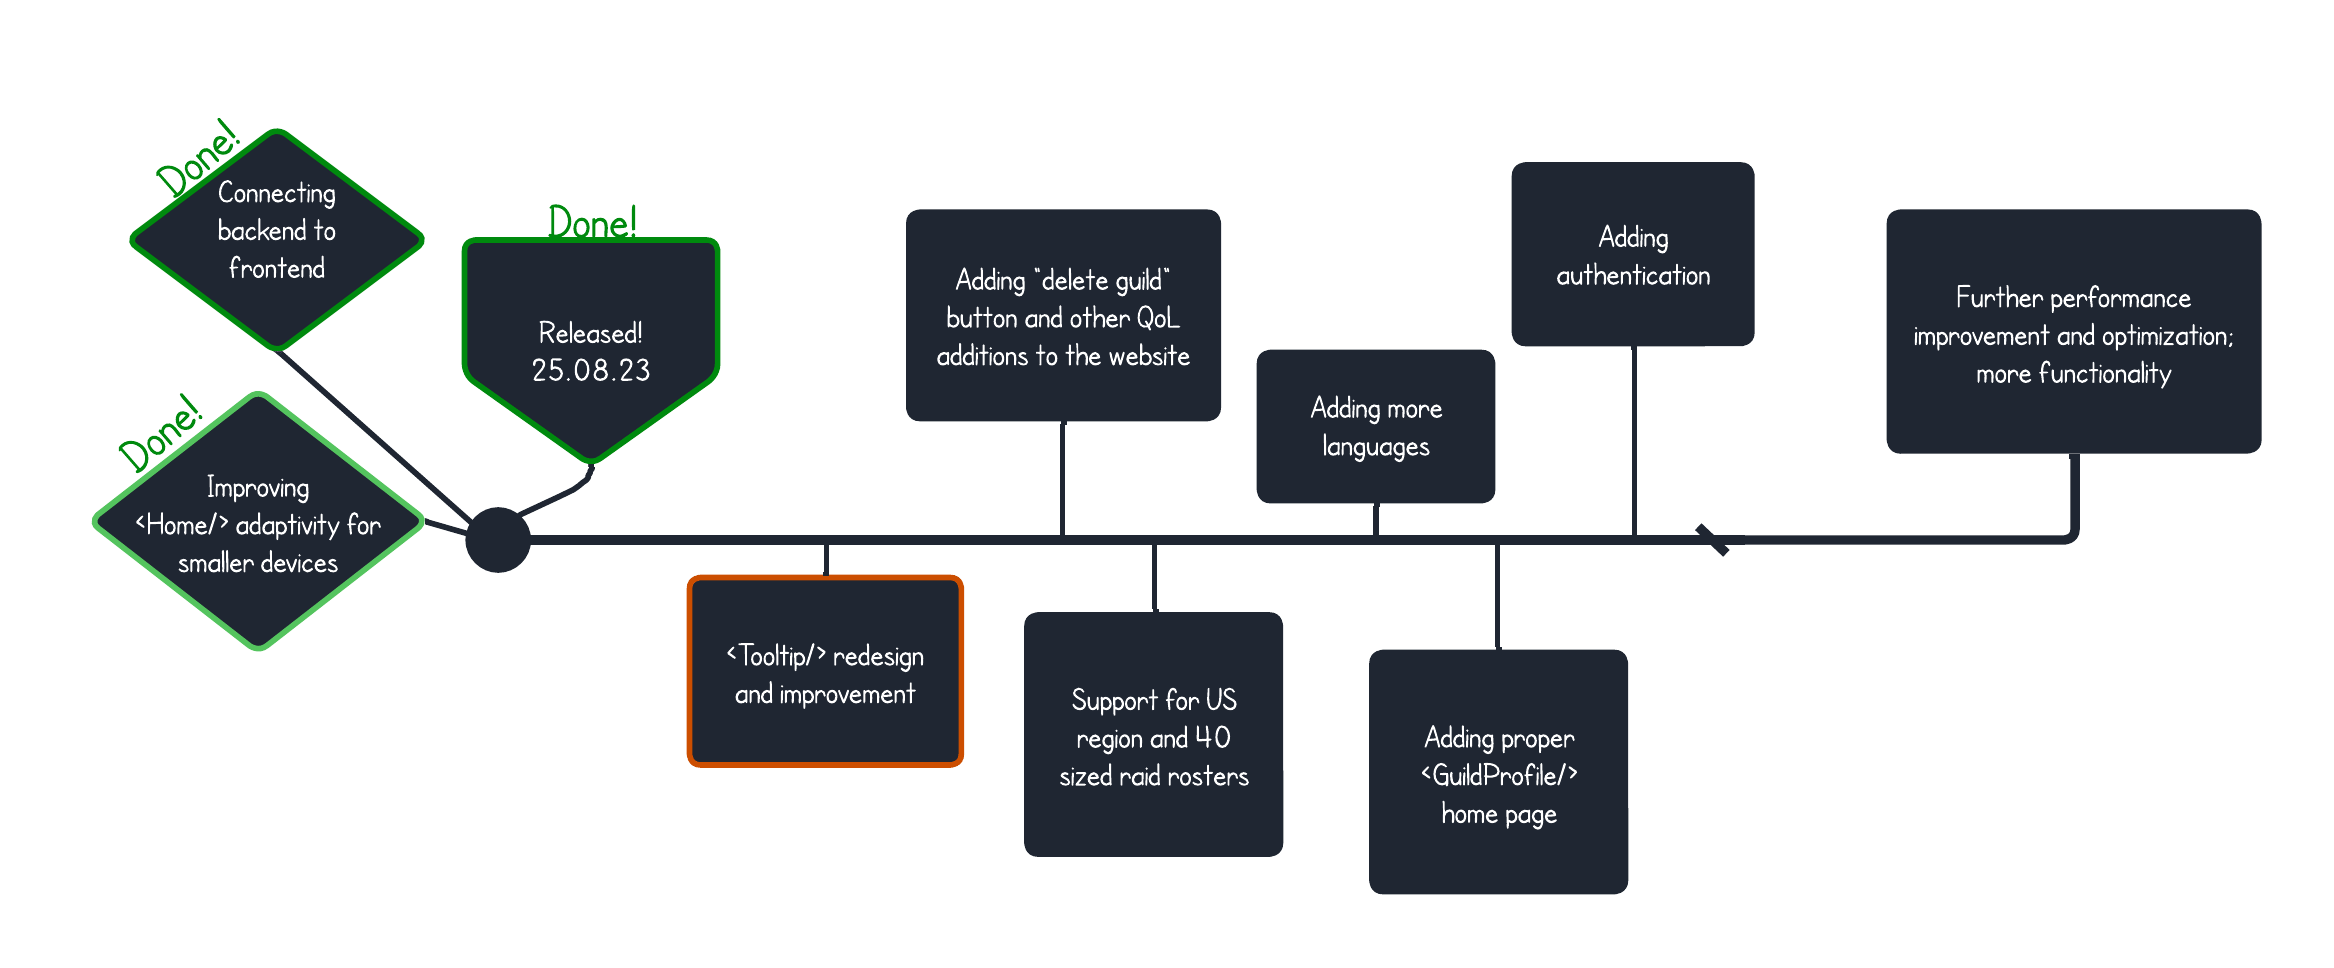 Done!
Connecting
backend to
frontend
Done!
Released!
25.08.23
Done!
Improving
<Home/> adaptivity for
smaller devices
<Tooltip/> redesign
and improvement
Adding "delete guild"
button and other QoL
additions to the website
Support for US
region and 40
sized raid rosters
Adding more
languages
Adding proper
<GuildProfile/>
home page
Adding
authentication
Further performance
improvement and optimization;
more functionality